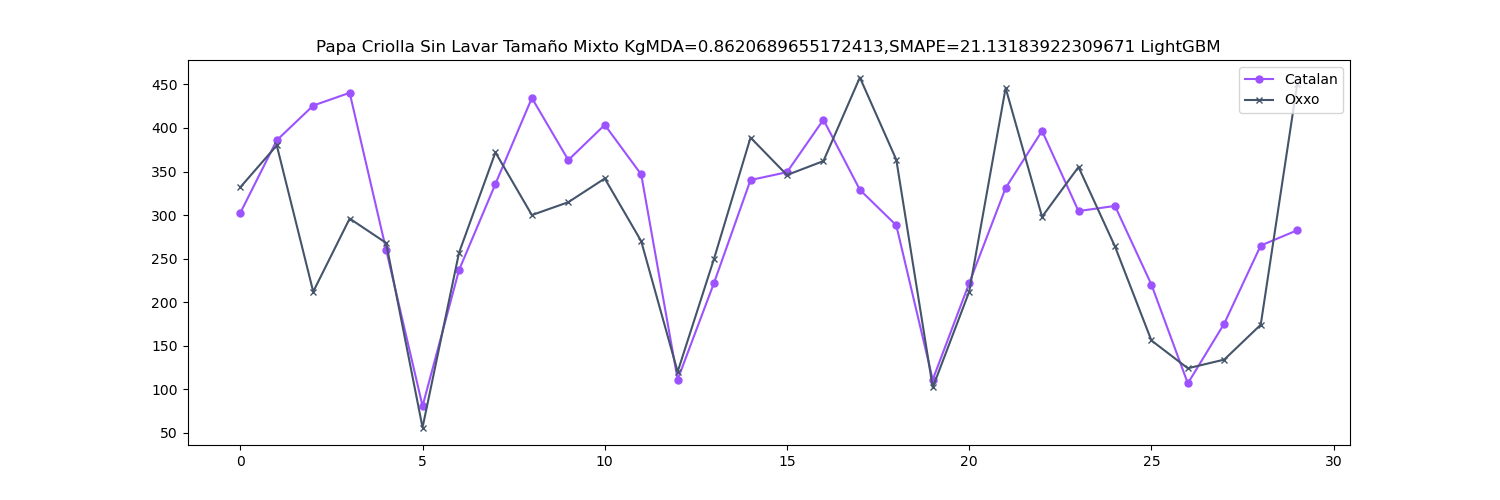 Papa Criolla Sin Lavar Tamaño Mixto KgMDA=0.8620689655172413,SMAPE=21.13183922309671 LightGBM
Catalan
Oxxo
450
400
350
300
250
200
150
100
50
0 5 10 15 20 25 30